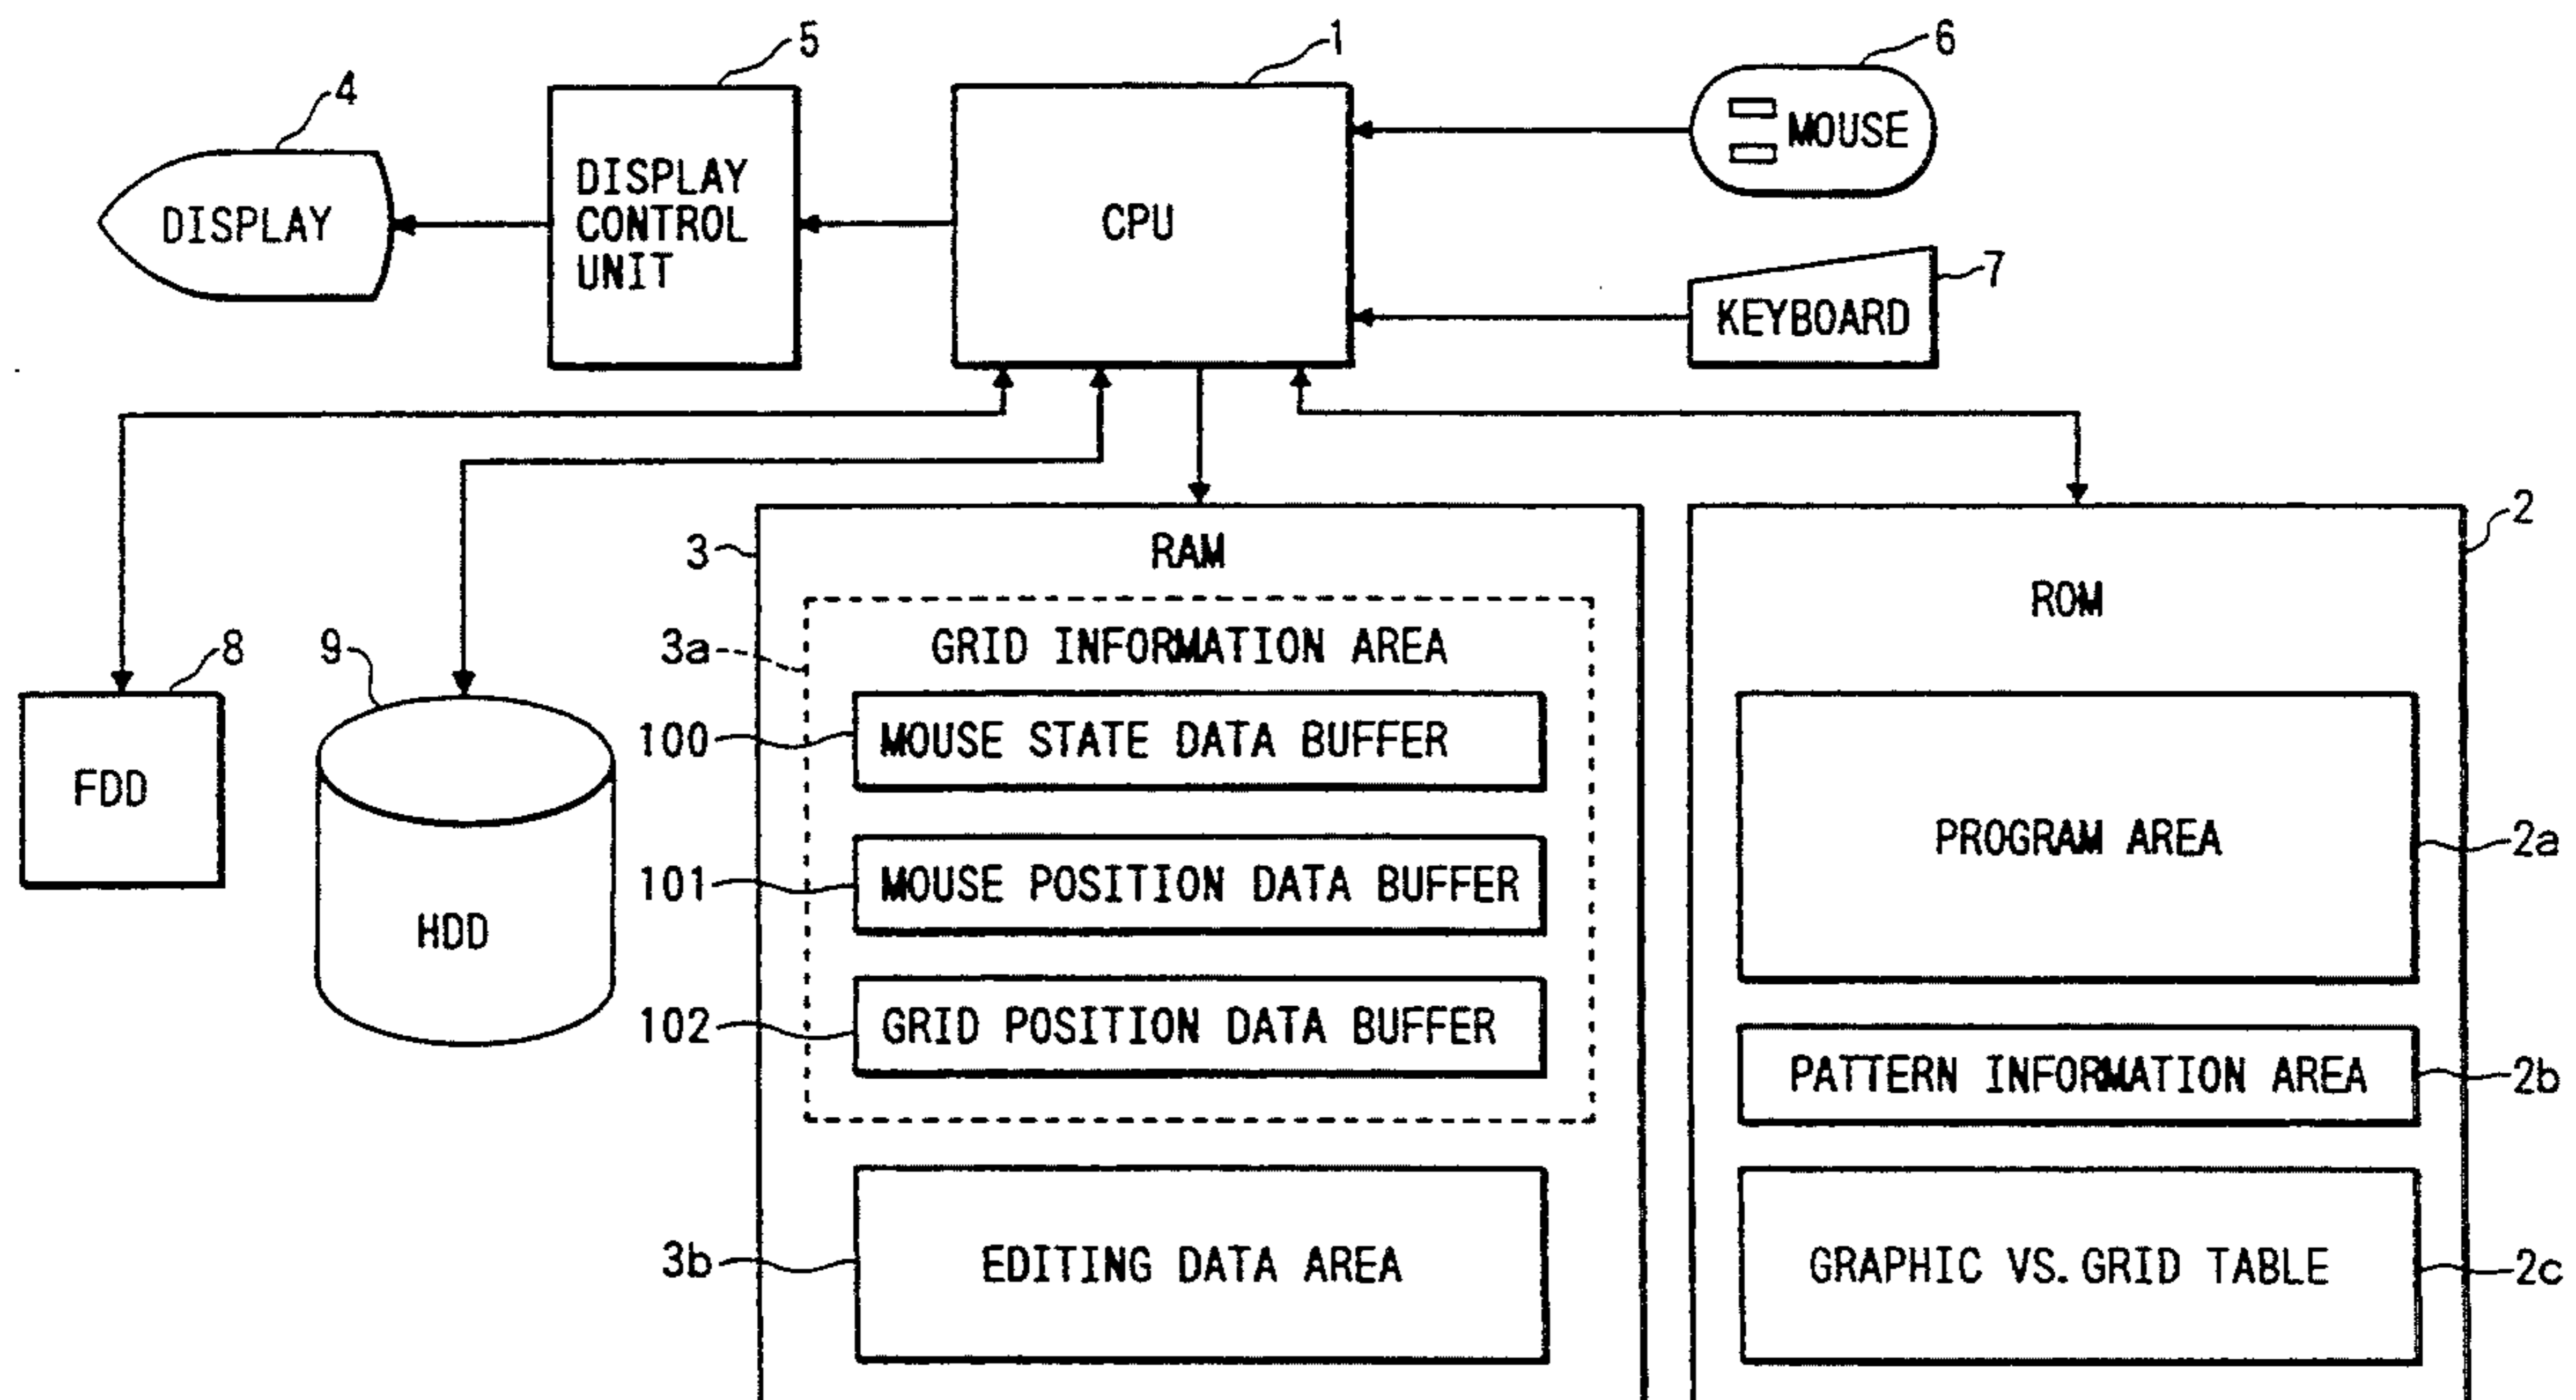 5
1
6
4
DISPLAY
DISPLAY
CONTROL
UNIT
CPU
MOUSE
KEYBOARD
7
3
RAM
2
ROM
3a
GRID INFORMATION AREA
8
9
100
MOUSE STATE DATA BUFFER
FDD
HDD
101
MOUSE POSITION DATA BUFFER
PROGRAM AREA
2a
102
GRID POSITION DATA BUFFER
PATTERN INFORMATION AREA
2b
3b
EDITING DATA AREA
GRAPHIC VS. GRID TABLE
2c